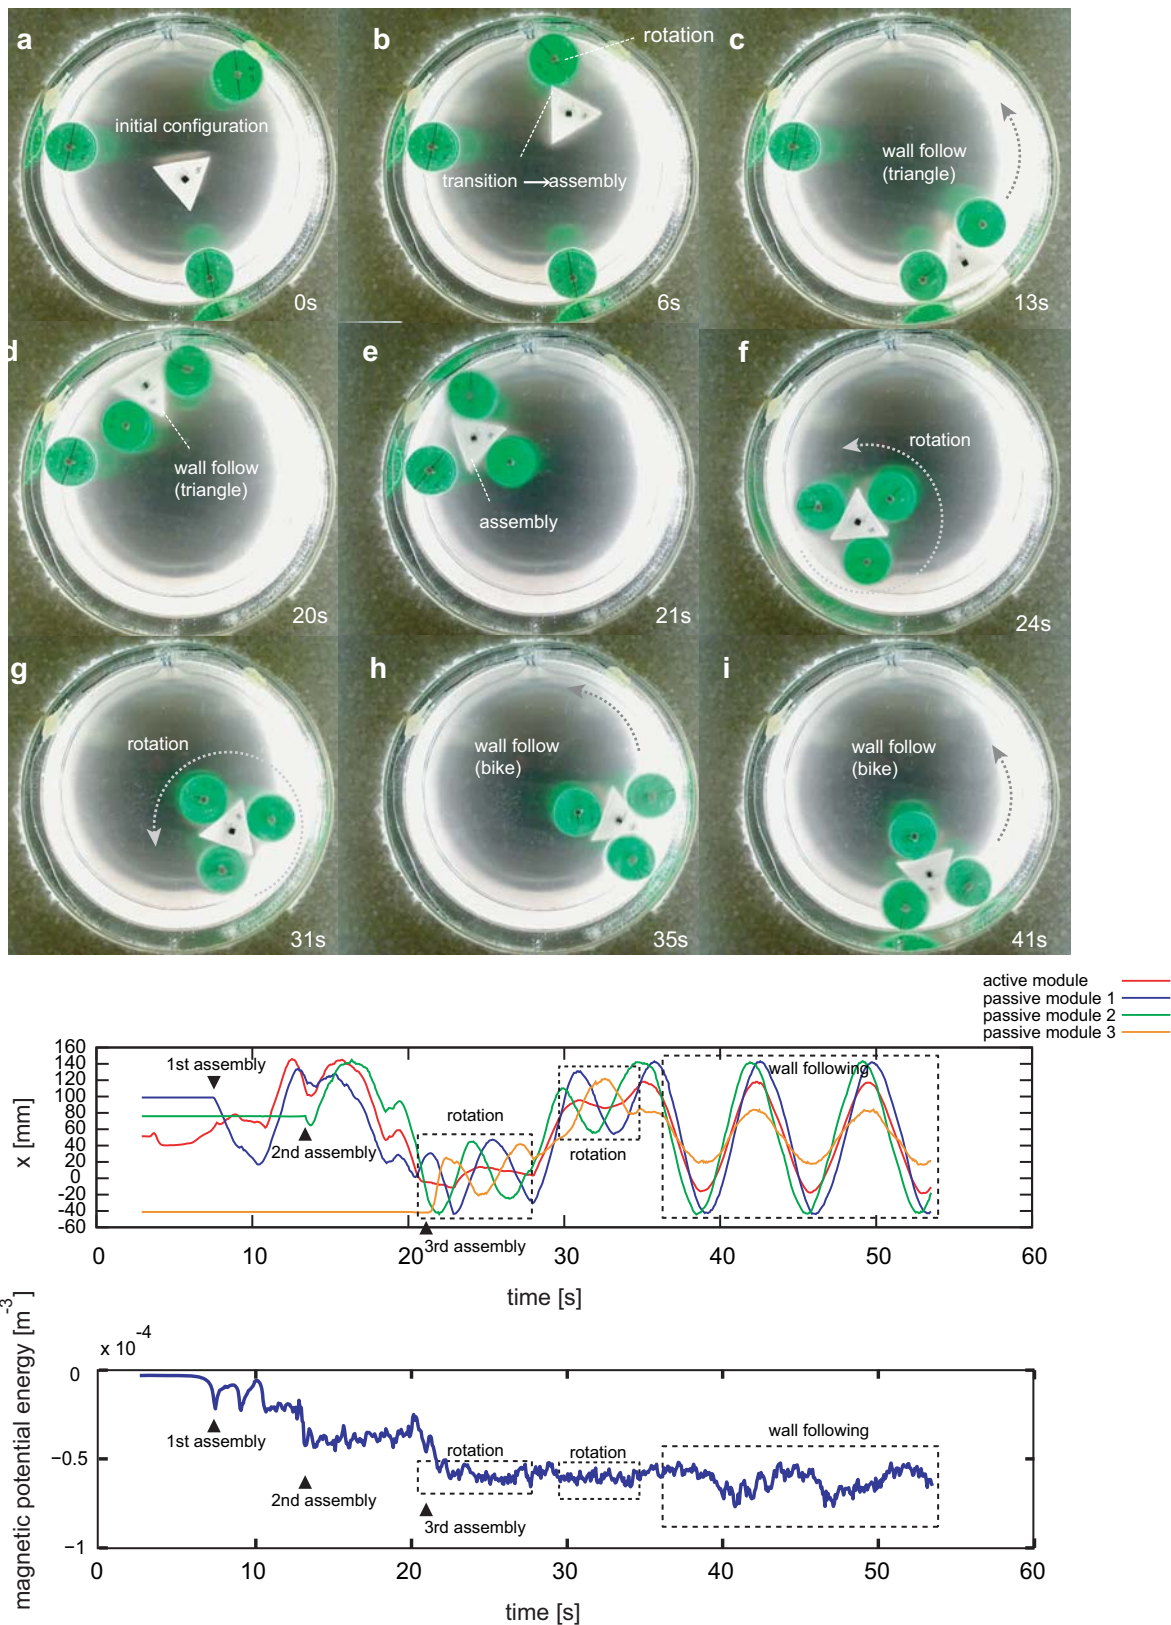 a
b
rotation
c
initial configuration
transition → assembly
wall follow
(triangle)
0s
6s
13s
d
e
f
wall follow
(triangle)
assembly
rotation
20s
21s
24s
g
h
i
rotation
wall follow
(bike)
wall follow
(bike)
31s
35s
41s
active module
passive module 1
passive module 2
passive module 3
x [mm]
160
140
120
100
80
60
40
20
0
-20
-40
-60
1st assembly
2nd assembly
rotation
3rd assembly
rotation
wall following
0 10 20 30 40 50 60
time [s]
magnetic potential energy [m-3]
x 10-4
0
−0.5
−1
1st assembly
2nd assembly
rotation
3rd assembly
rotation
wall following
0 10 20 30 40 50 60
time [s]